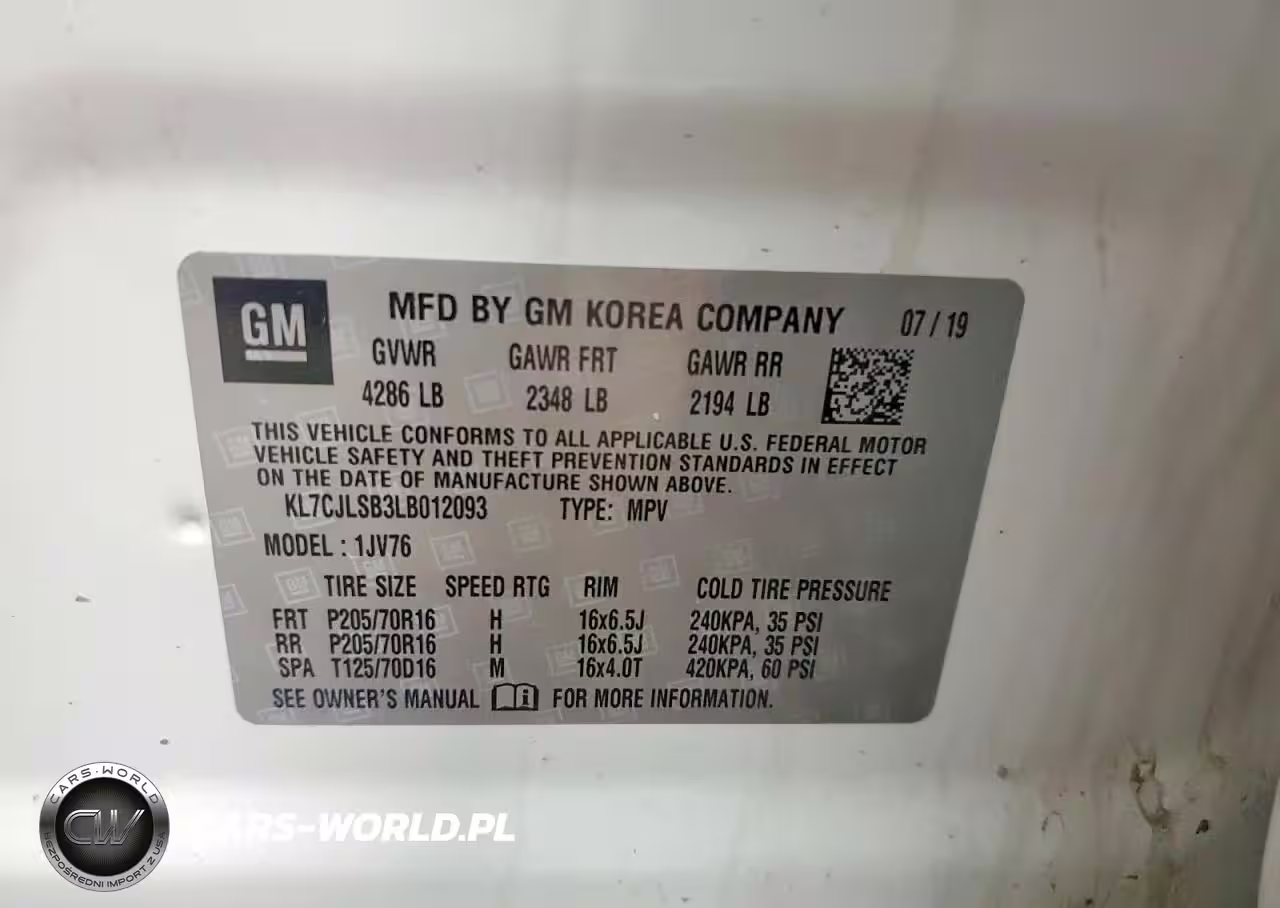 GM
MFD BY GM KOREA COMPANY 07 / 19
GVWR GAWR FRT GAWR RR
4286 LB 2348 LB 2194 LB
THIS VEHICLE CONFORMS TO ALL APPLICABLE U.S. FEDERAL MOTOR
VEHICLE SAFETY AND THEFT PREVENTION STANDARDS IN EFFECT
ON THE DATE OF MANUFACTURE SHOWN ABOVE.
KL7CJLSB3LB012093 TYPE: MPV
MODEL : 1JV76
TIRE SIZE SPEED RTG RIM COLD TIRE PRESSURE
FRT P205/70R16 H 16x6.5J 240KPA, 35 PSI
RR P205/70R16 H 16x6.5J 240KPA, 35 PSI
SPA T125/70D16 M 16x4.0T 420KPA, 60 PSI
SEE OWNER'S MANUAL FOR MORE INFORMATION.
CARS-WORLD
CW
BEZPOŚREDNI IMPORT Z USA
CARS-WORLD.PL